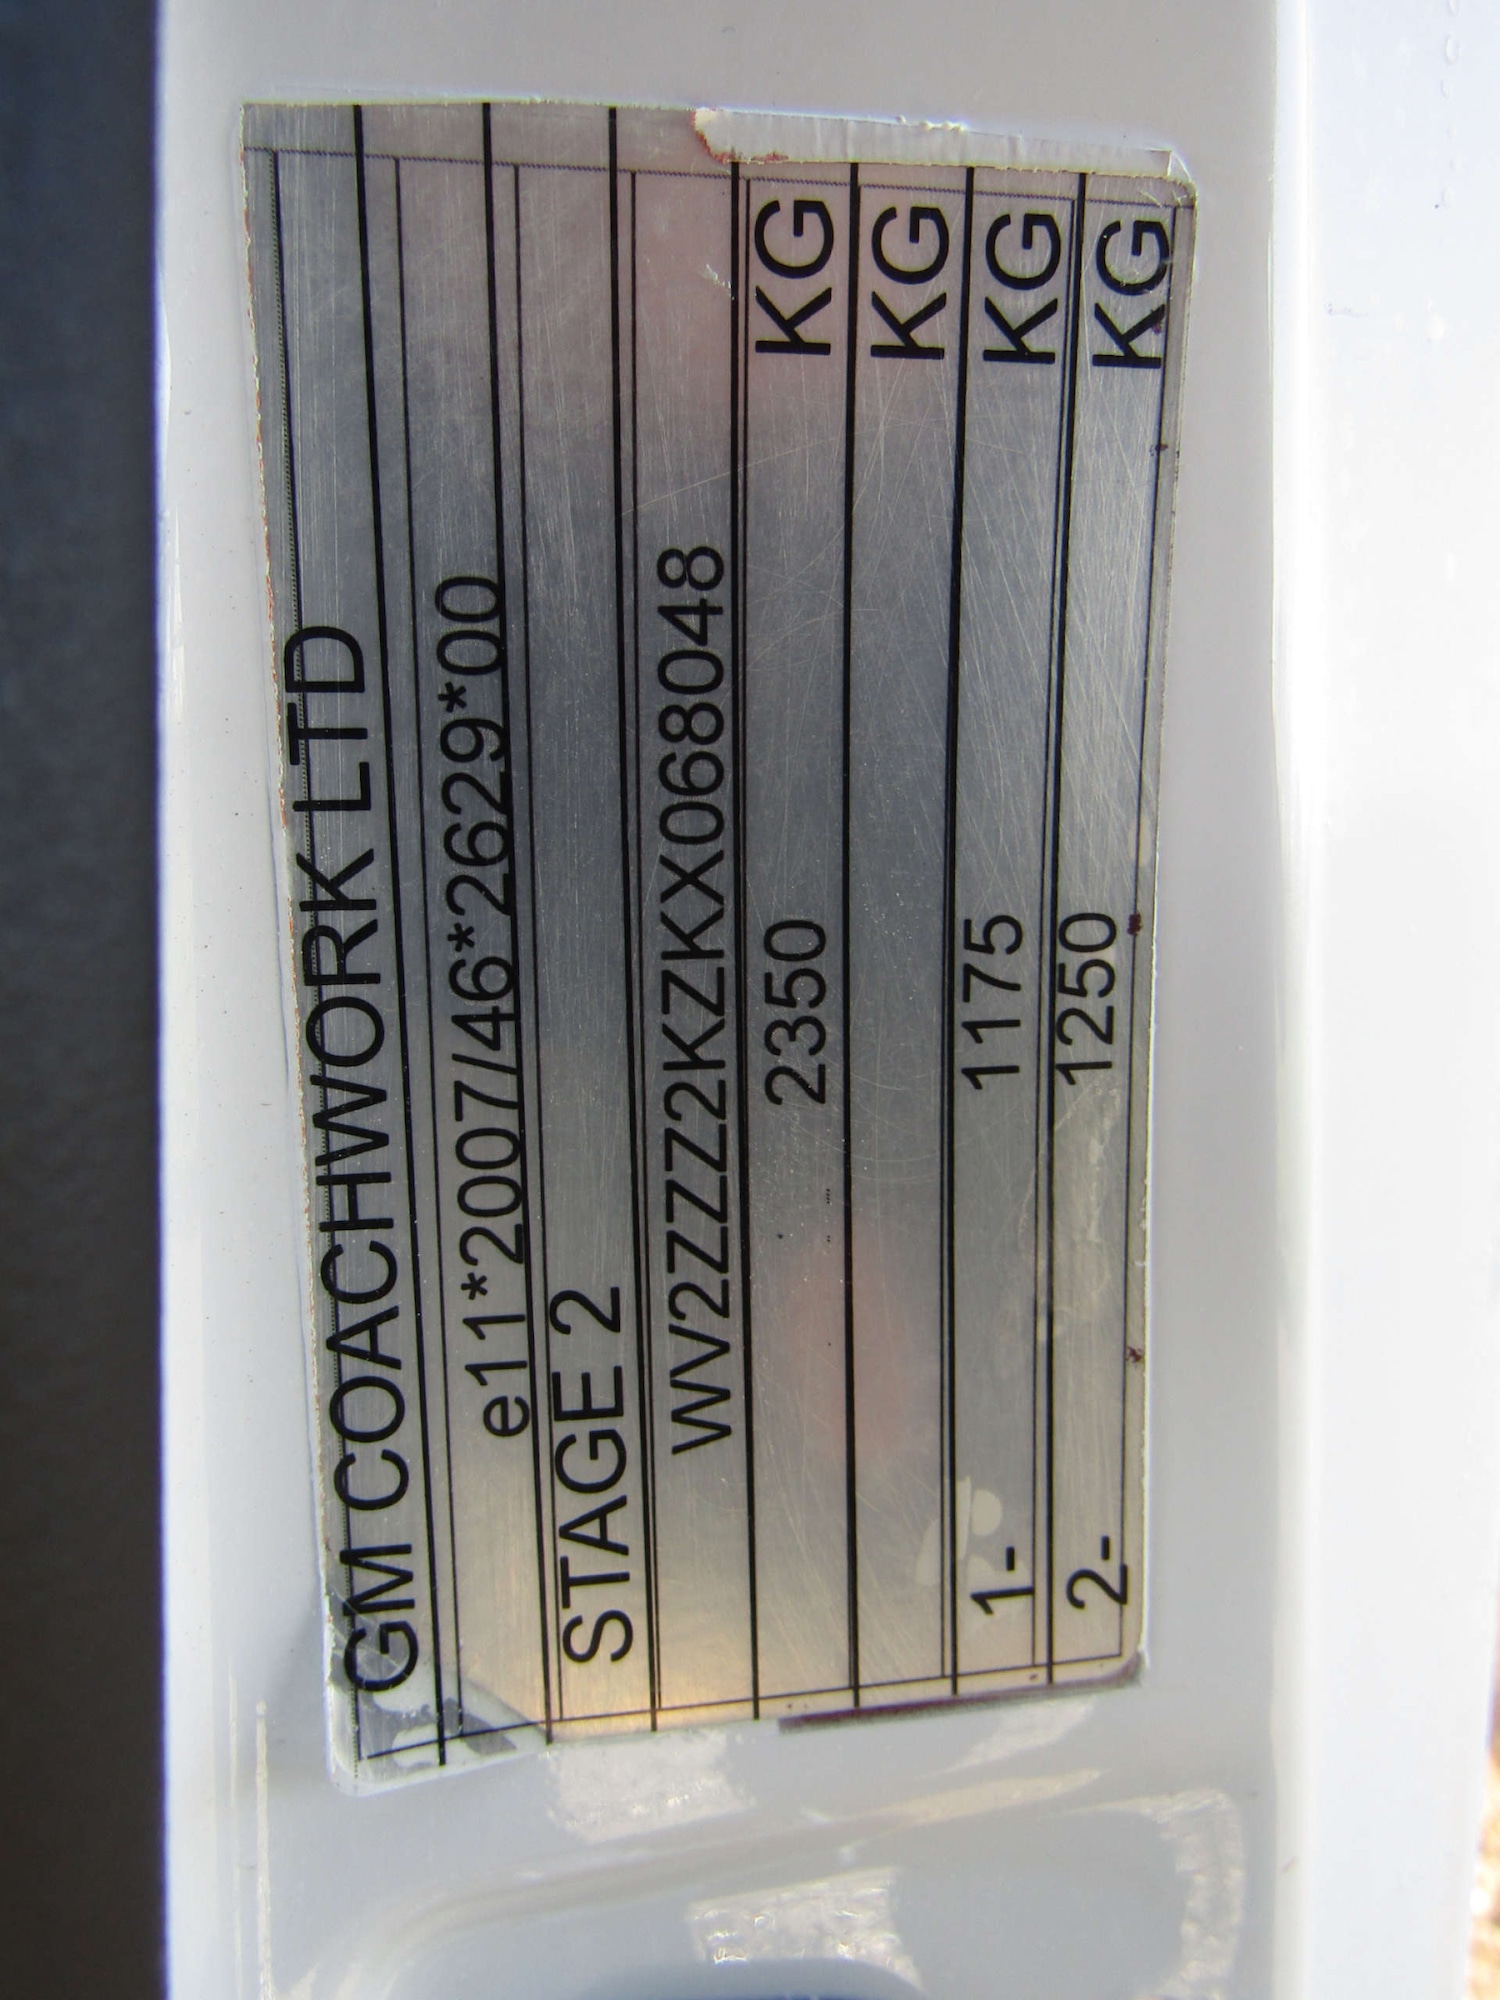 GM COACHWORK LTD
e11*2007/46*2629*00
STAGE 2
WV2ZZZ2KZKX068048
2350 KG
KG
1- 1175 KG
2- 1250 KG